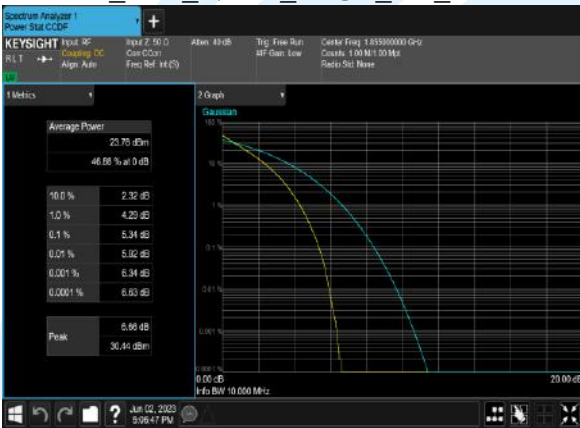 Spectrum Analyzer 1
Power Stat CCDF
+
KEYSIGHT
Input: RF
Coupling: DC
Align: Auto
Input Z: 50 Ω
Corr CCorr
Freq Ref: Int (S)
Atten: 40 dB
Trig: Free Run
#IF Gain: Low
Center Freq: 1.855000000 GHz
Counts: 1.00 M/1.00 Mpt
Radio Std: None
R L T
1 Metrics
2 Graph
Average Power
23.78 dBm
46.66 % at 0 dB
10.0 % 2.32 dB
1.0 % 4.29 dB
0.1 % 5.34 dB
0.01 % 5.92 dB
0.001 % 6.34 dB
0.0001 % 6.63 dB
Peak
6.66 dB
30.44 dBm
Gaussian
100 %
10 %
1 %
0.1 %
0.01 %
0.001 %
0.0001 %
0.00 dB
20.00 dB
Info BW 10.000 MHz
?
Jun 02, 2023
5:06:47 PM